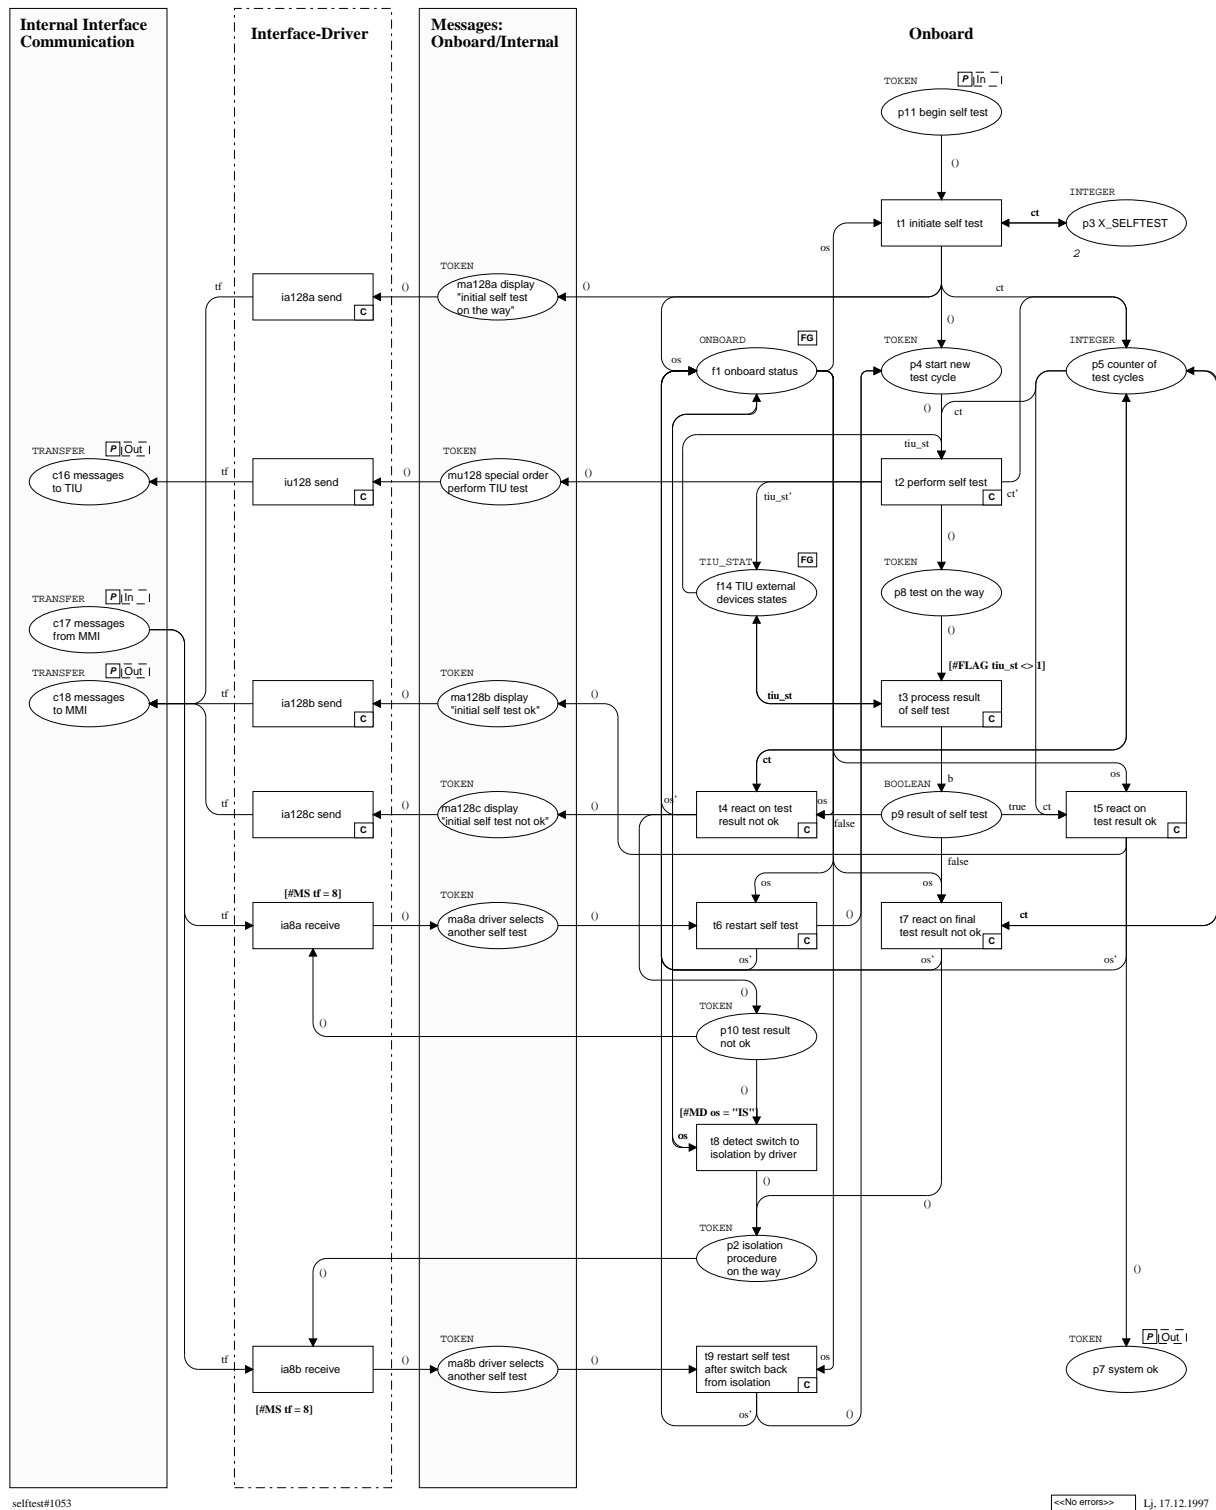 Internal Interface
Communication
Interface-Driver
Messages:
Onboard/Internal
Onboard
TOKEN
P In
p11 begin self test
()
INTEGER
t1 initiate self test
ct
p3 X_SELFTEST
os
2
TOKEN
tf
ia128a send
C
()
ma128a display
"initial self test
on the way"
()
ct
()
ONBOARD
FG
TOKEN
INTEGER
os
f1 onboard status
p4 start new
test cycle
p5 counter of
test cycles
()
ct
tiu_st
TRANSFER
P Out
TOKEN
c16 messages
to TIU
tf
iu128 send
C
()
mu128 special order
perform TIU test
()
t2 perform self test
C
ct'
tiu_st'
()
TIU_STAT
FG
TOKEN
f14 TIU external
devices states
p8 test on the way
TRANSFER
P In
c17 messages
from MMI
()
[#FLAG tiu_st <> 1]
TRANSFER
P Out
TOKEN
c18 messages
to MMI
tf
ia128b send
C
()
ma128b display
"initial self test ok"
()
tiu_st
t3 process result
of self test
C
ct
b
os
TOKEN
BOOLEAN
tf
ia128c send
C
()
ma128c display
"initial self test not ok"
()
os'
t4 react on test
result not ok
C
os
false
p9 result of self test
true
ct
t5 react on
test result ok
C
false
[#MS tf = 8]
TOKEN
os
os
tf
ia8a receive
()
ma8a driver selects
another self test
()
t6 restart self test
C
()
t7 react on final
test result not ok
C
ct
os'
os'
os'
()
TOKEN
()
p10 test result
not ok
()
[#MD os = "IS"]
os
t8 detect switch to
isolation by driver
()
()
TOKEN
p2 isolation
procedure
on the way
()
()
TOKEN
TOKEN
P Out
tf
ia8b receive
()
ma8b driver selects
another self test
()
t9 restart self test
after switch back
from isolation
C
os
p7 system ok
[#MS tf = 8]
os'
()
selftest#1053
<<No errors>>
Lj, 17.12.1997